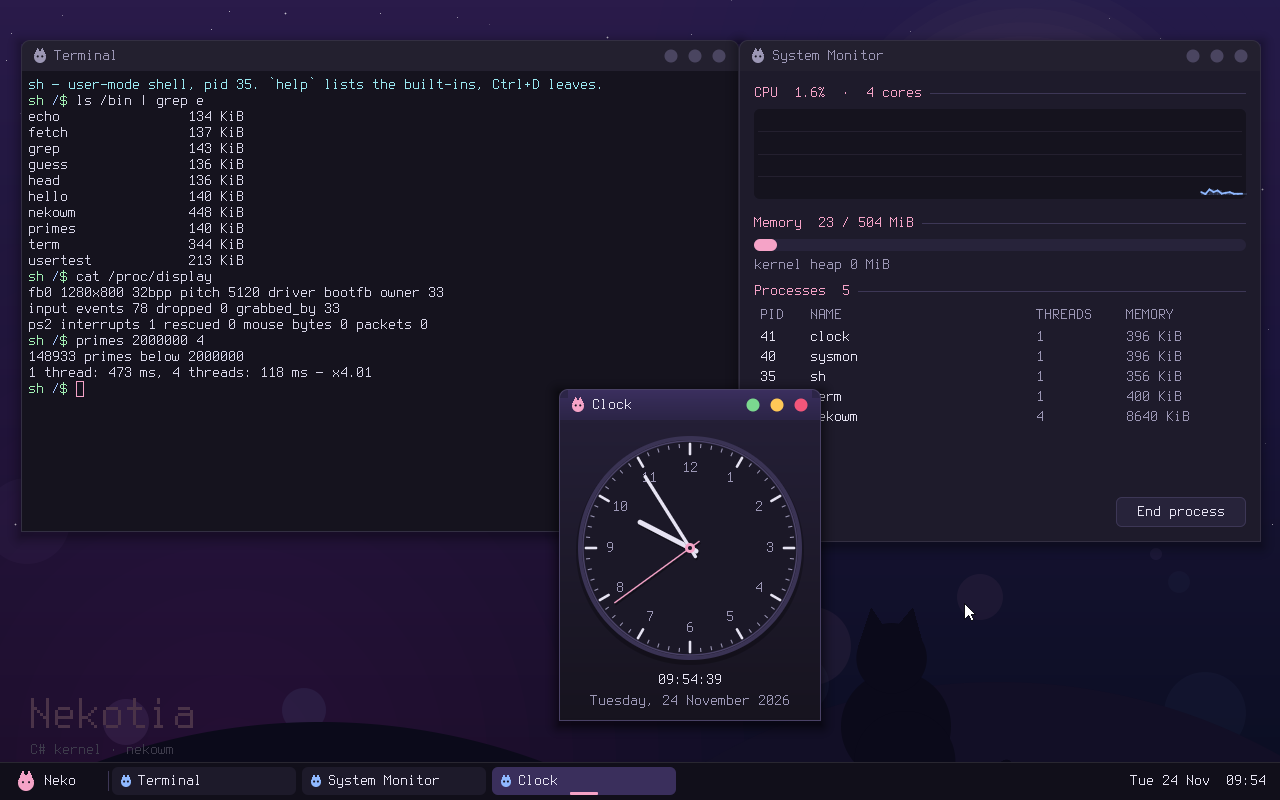 Terminal
sh — user-mode shell, pid 35. `help` lists the built-ins, Ctrl+D leaves.
sh /$ ls /bin | grep e
echo 134 KiB
fetch 137 KiB
grep 143 KiB
guess 136 KiB
head 136 KiB
hello 140 KiB
nekowm 448 KiB
primes 140 KiB
term 344 KiB
usertest 213 KiB
sh /$ cat /proc/display
fb0 1280x800 32bpp pitch 5120 driver bootfb owner 33
input events 78 dropped 0 grabbed_by 33
ps2 interrupts 1 rescued 0 mouse bytes 0 packets 0
sh /$ primes 2000000 4
148933 primes below 2000000
1 thread: 473 ms, 4 threads: 118 ms — x4.01
sh /$
System Monitor
CPU 1.6% · 4 cores
Memory 23 / 504 MiB
kernel heap 0 MiB
Processes 5
PID NAME THREADS MEMORY
41 clock 1 396 KiB
40 sysmon 1 396 KiB
35 sh 1 356 KiB
erm 1 400 KiB
ekowm 4 8640 KiB
End process
Clock
12
1
2
3
4
5
6
7
8
9
10
11
09:54:39
Tuesday, 24 November 2026
Nekotia
C# kernel · nekowm
Neko
Terminal
System Monitor
Clock
Tue 24 Nov 09:54